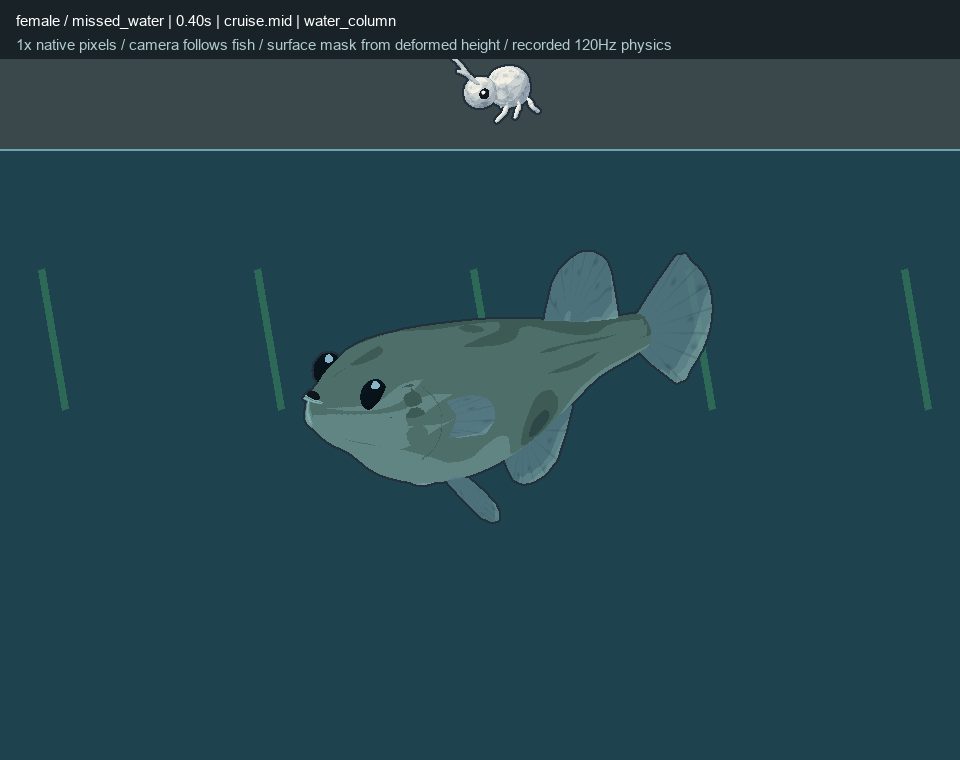 female / missed_water | 0.40s | cruise.mid | water_column
1x native pixels / camera follows fish / surface mask from deformed height / recorded 120Hz physics